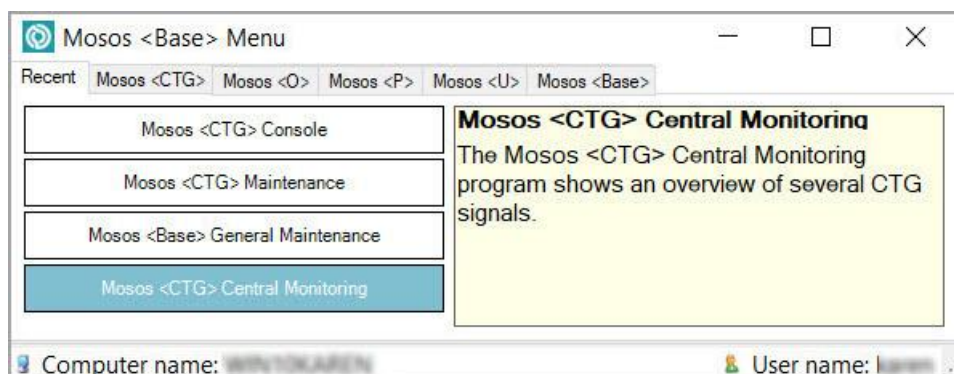 Mosos <Base> Menu
Recent Mosos <CTG> Mosos <O> Mosos <P> Mosos <U> Mosos <Base>
Mosos <CTG> Console
Mosos <CTG> Maintenance
Mosos <Base> General Maintenance
Mosos <CTG> Central Monitoring
Mosos <CTG> Central Monitoring
The Mosos <CTG> Central Monitoring
program shows an overview of several CTG
signals.
Computer name:
User name: